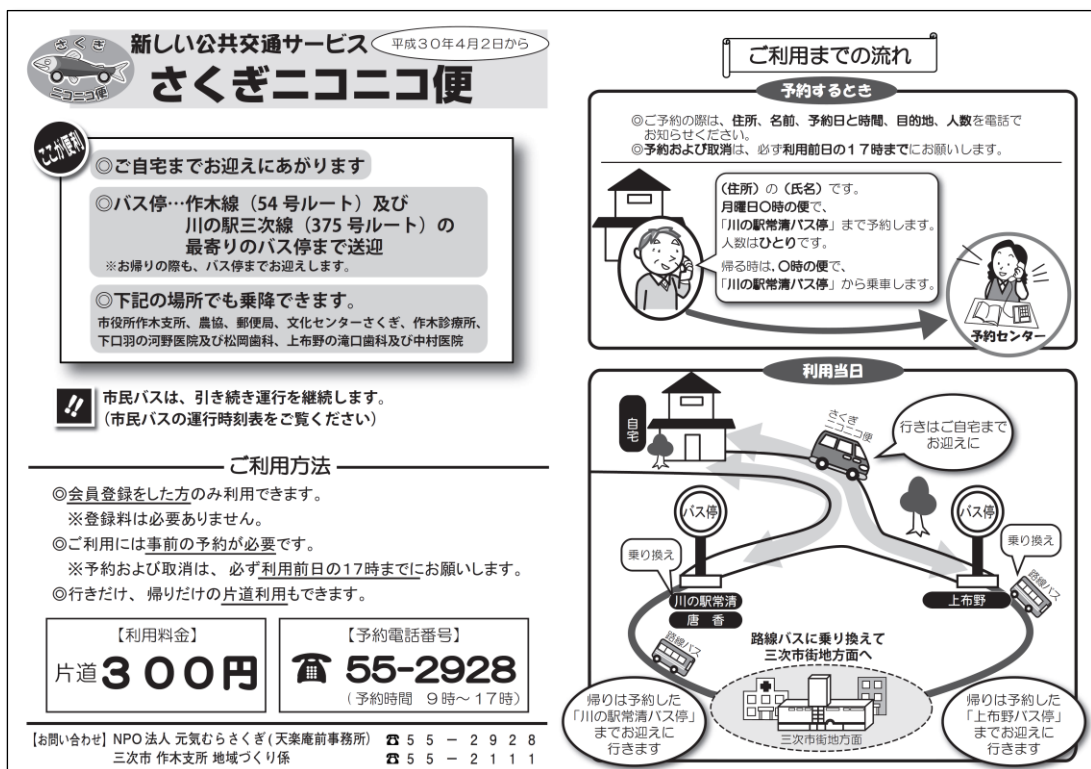 さくぎ
ニコニコ便
新しい公共交通サービス
平成30年4月2日から
さくぎニコニコ便
ここが便利
◎ご自宅までお迎えにあがります
◎バス停…作木線（54号ルート）及び
川の駅三次線（375号ルート）の
最寄りのバス停まで送迎
※お帰りの際も、バス停までお迎えします。
◎下記の場所でも乗降できます。
市役所作木支所、農協、郵便局、文化センターさくぎ、作木診療所、
下口羽の河野医院及び松岡歯科、上布野の滝口歯科及び中村医院
!!
市民バスは、引き続き運行を継続します。
（市民バスの運行時刻表をご覧ください）
ご利用方法
◎会員登録をした方のみ利用できます。
※登録料は必要ありません。
◎ご利用には事前の予約が必要です。
※予約および取消は、必ず利用前日の17時までにお願いします。
◎行きだけ、帰りだけの片道利用もできます。
【利用料金】
片道300円
【予約電話番号】
☎ 55-2928
（予約時間 9時～17時）
【お問い合わせ】NPO法人 元気むらさくぎ（天楽庵前事務所） ☎55－2928
三次市 作木支所 地域づくり係 ☎55－2111
ご利用までの流れ
予約するとき
◎ご予約の際は、住所、名前、予約日と時間、目的地、人数を電話で
お知らせください。
◎予約および取消は、必ず利用前日の17時までにお願いします。
（住所）の（氏名）です。
月曜日〇時の便で、
「川の駅常清バス停」まで予約します。
人数はひとりです。
帰る時は，〇時の便で、
「川の駅常清バス停」から乗車します。
予約センター
利用当日
自宅
さくぎ
ニコニコ便
行きはご自宅まで
お迎えに
バス停
バス停
乗り換え
乗り換え
川の駅常清
唐香
上布野
路線バス
路線バス
路線バスに乗り換えて
三次市街地方面へ
三次市街地方面
帰りは予約した
「川の駅常清バス停」
までお迎えに
行きます
帰りは予約した
「上布野バス停」
までお迎えに
行きます